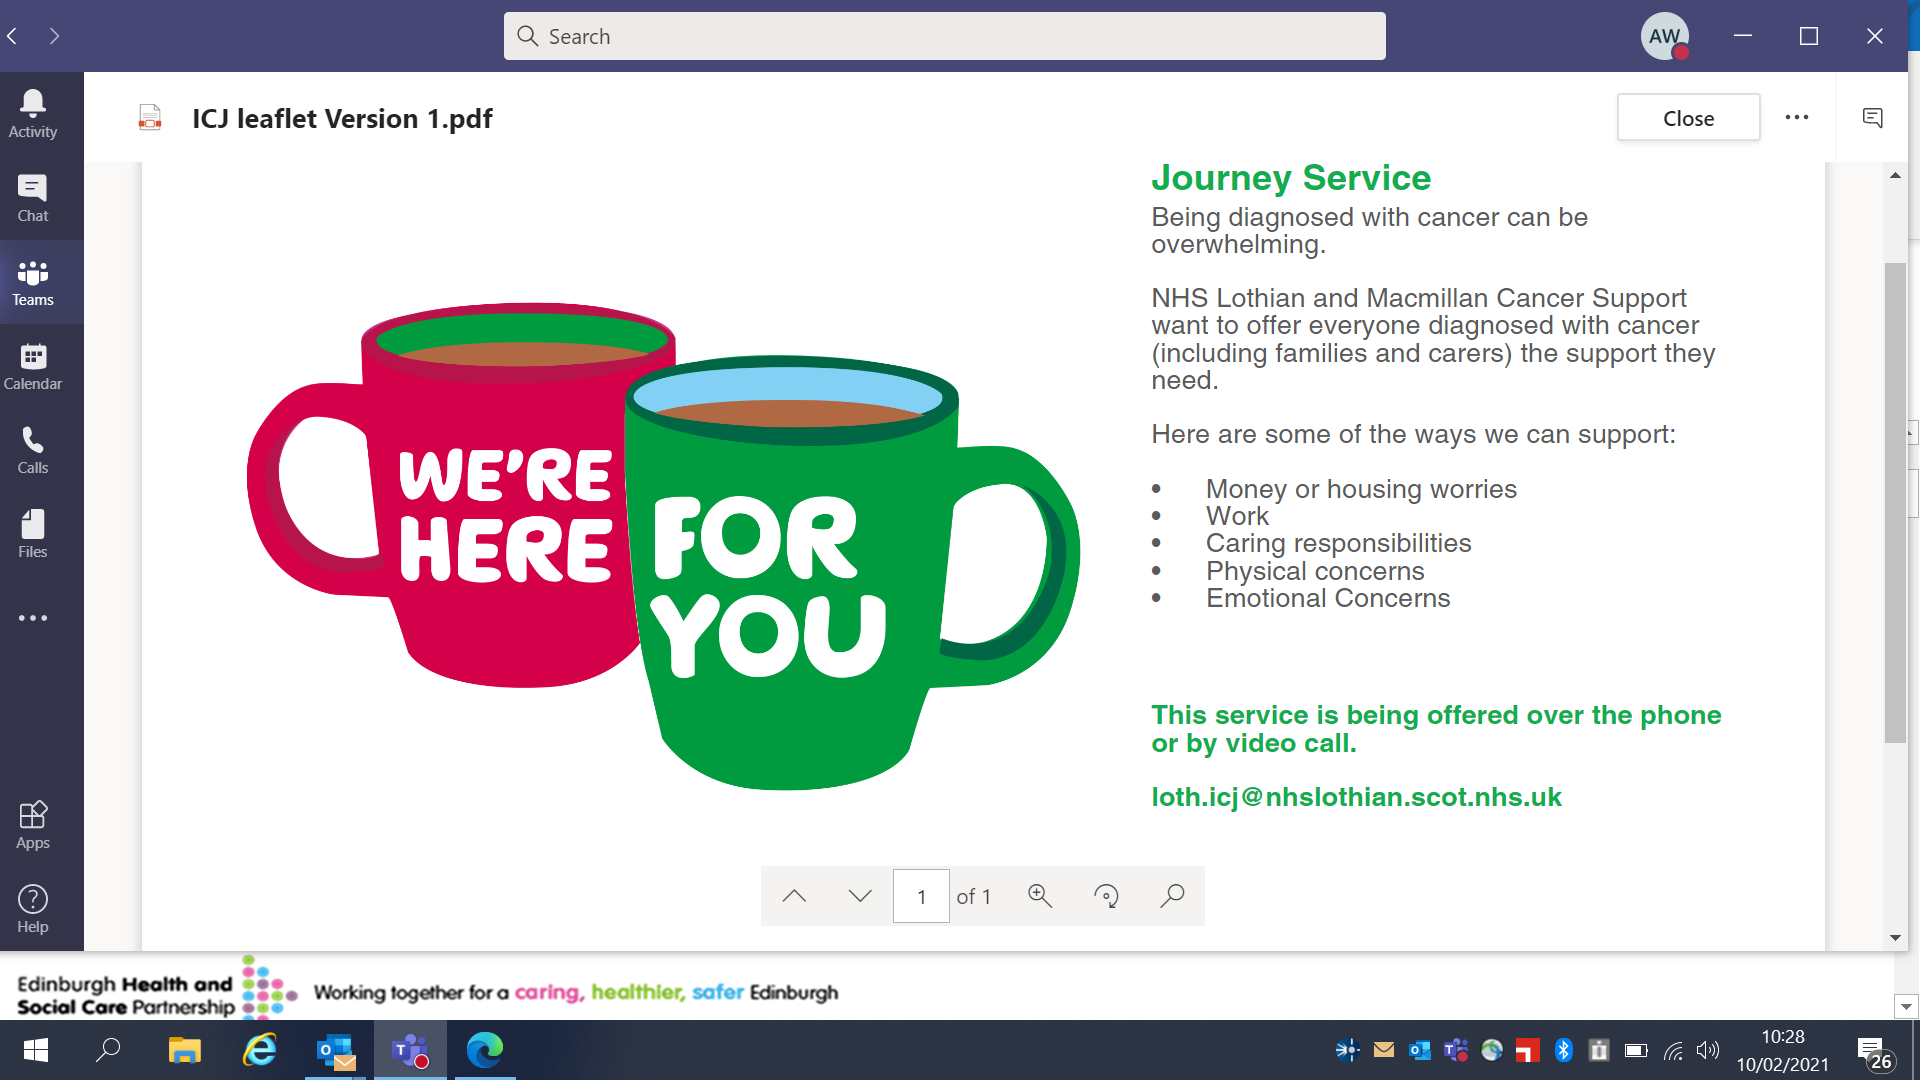 Search
AW
Activity
Chat
Teams
Calendar
Calls
Files
Apps
Help
ICJ leaflet Version 1.pdf
Close
WE'RE
HERE
FOR
YOU
Journey Service
Being diagnosed with cancer can be
overwhelming.
NHS Lothian and Macmillan Cancer Support
want to offer everyone diagnosed with cancer
(including families and carers) the support they
need.
Here are some of the ways we can support:
• Money or housing worries
• Work
• Caring responsibilities
• Physical concerns
• Emotional Concerns
This service is being offered over the phone
or by video call.
loth.icj@nhslothian.scot.nhs.uk
1 of 1
Edinburgh Health and
Social Care Partnership
Working together for a caring, healthier, safer Edinburgh
10:28
10/02/2021
26